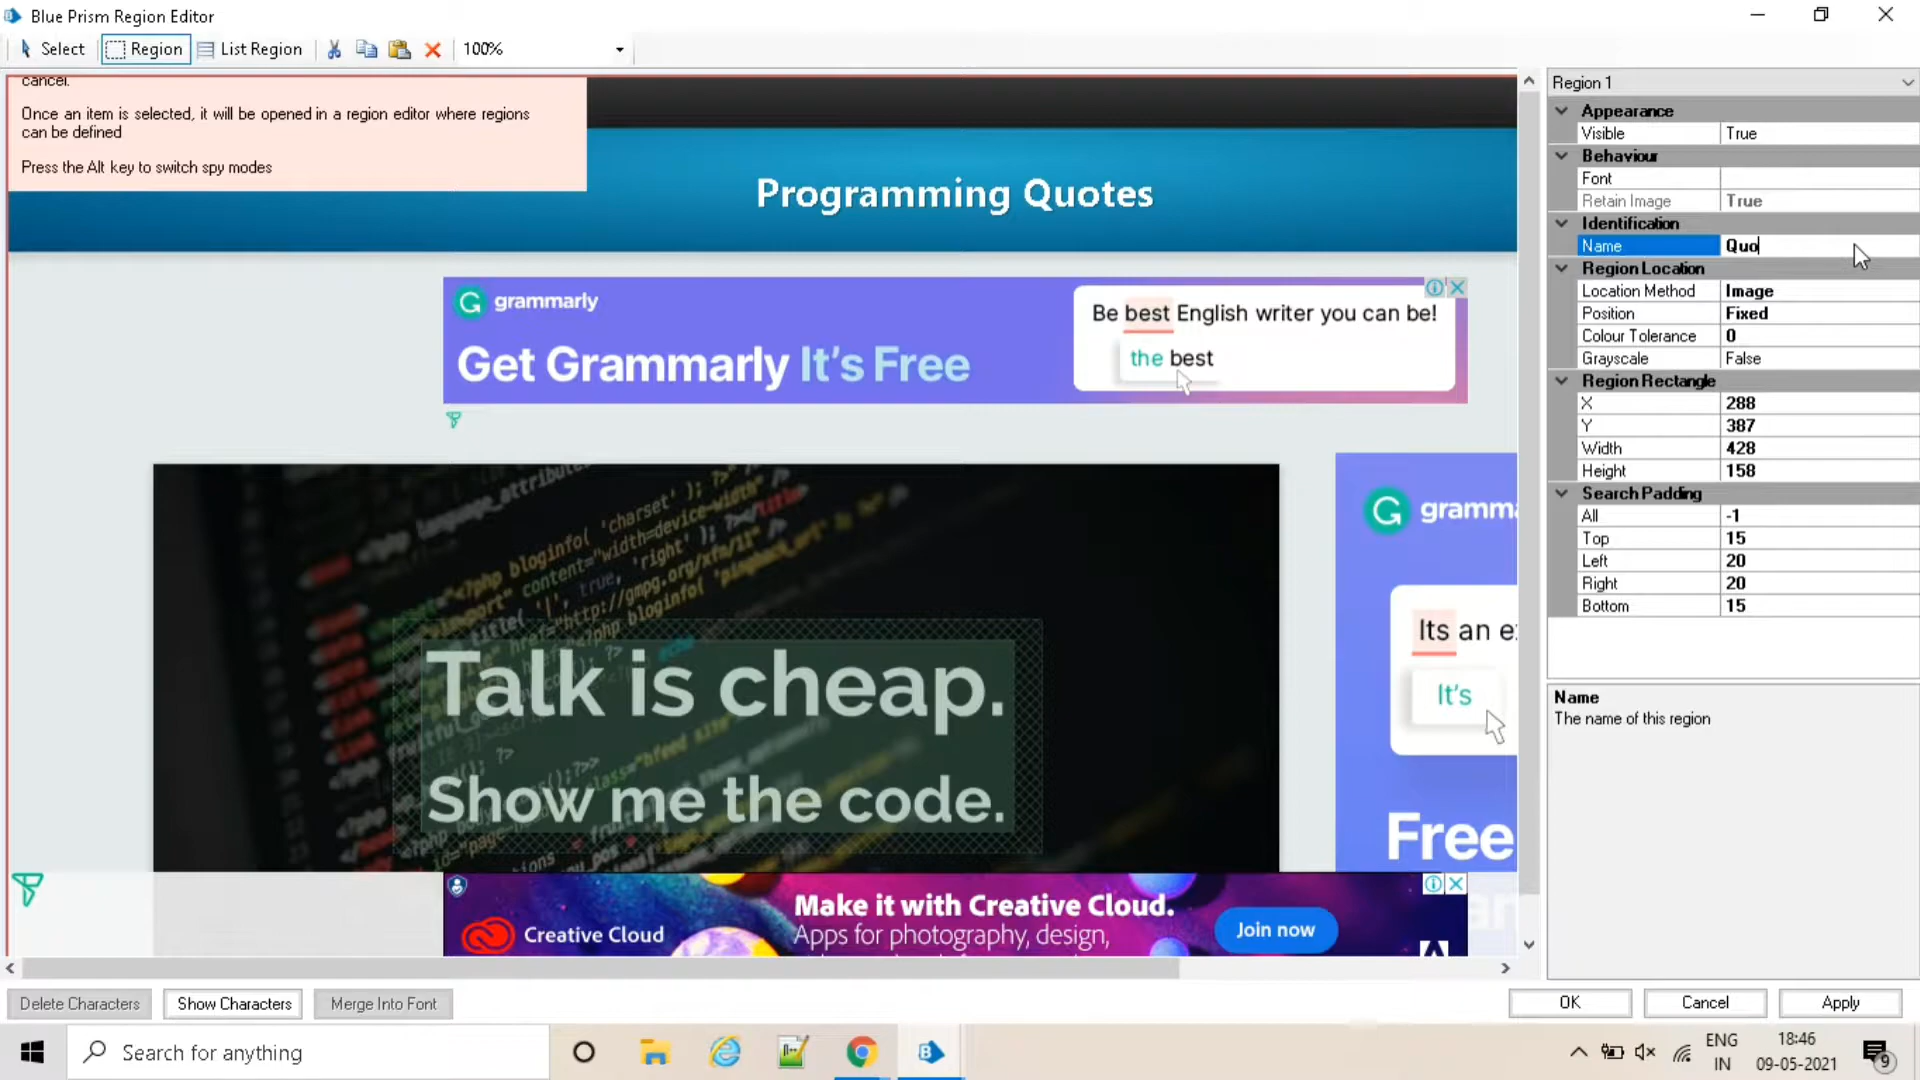 Blue Prism Region Editor
Select Region List Region 100%
cancel.
Once an item is selected, it will be opened in a region editor where regions
can be defined
Press the Alt key to switch spy modes
Programming Quotes
grammarly
Get Grammarly It's Free
Be best English writer you can be!
the best
Talk is cheap.
Show me the code.
gramma
Its an e
It's
Free
Creative Cloud
Make it with Creative Cloud.
Apps for photography, design,
Join now
Region 1
Appearance
Visible True
Behaviour
Font
Retain Image True
Identification
Name Quo
Region Location
Location Method Image
Position Fixed
Colour Tolerance 0
Grayscale False
Region Rectangle
X 288
Y 387
Width 428
Height 158
Search Padding
All -1
Top 15
Left 20
Right 20
Bottom 15
Name
The name of this region
Delete Characters Show Characters Merge Into Font
OK Cancel Apply
Search for anything
ENG
IN
18:46
09-05-2021
9